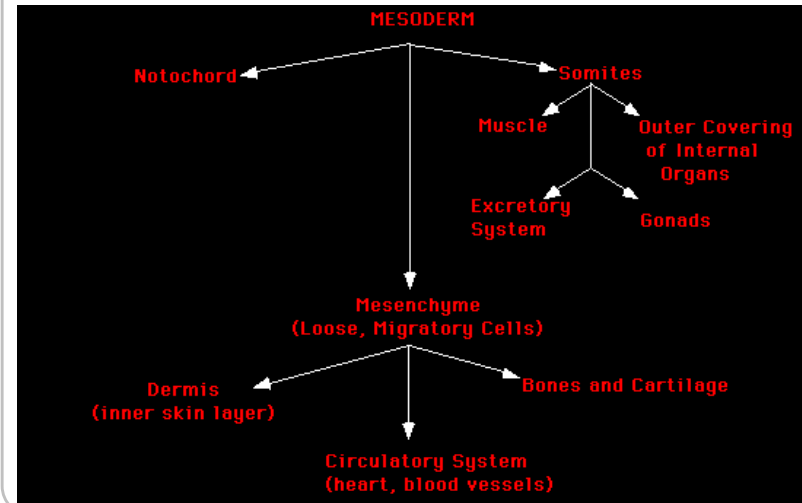 MESODERM
Notochord
Somites
Muscle
Outer Covering
of Internal
Organs
Excretory
System
Gonads
Mesenchyme
(Loose, Migratory Cells)
Dermis
(inner skin layer)
Bones and Cartilage
Circulatory System
(heart, blood vessels)